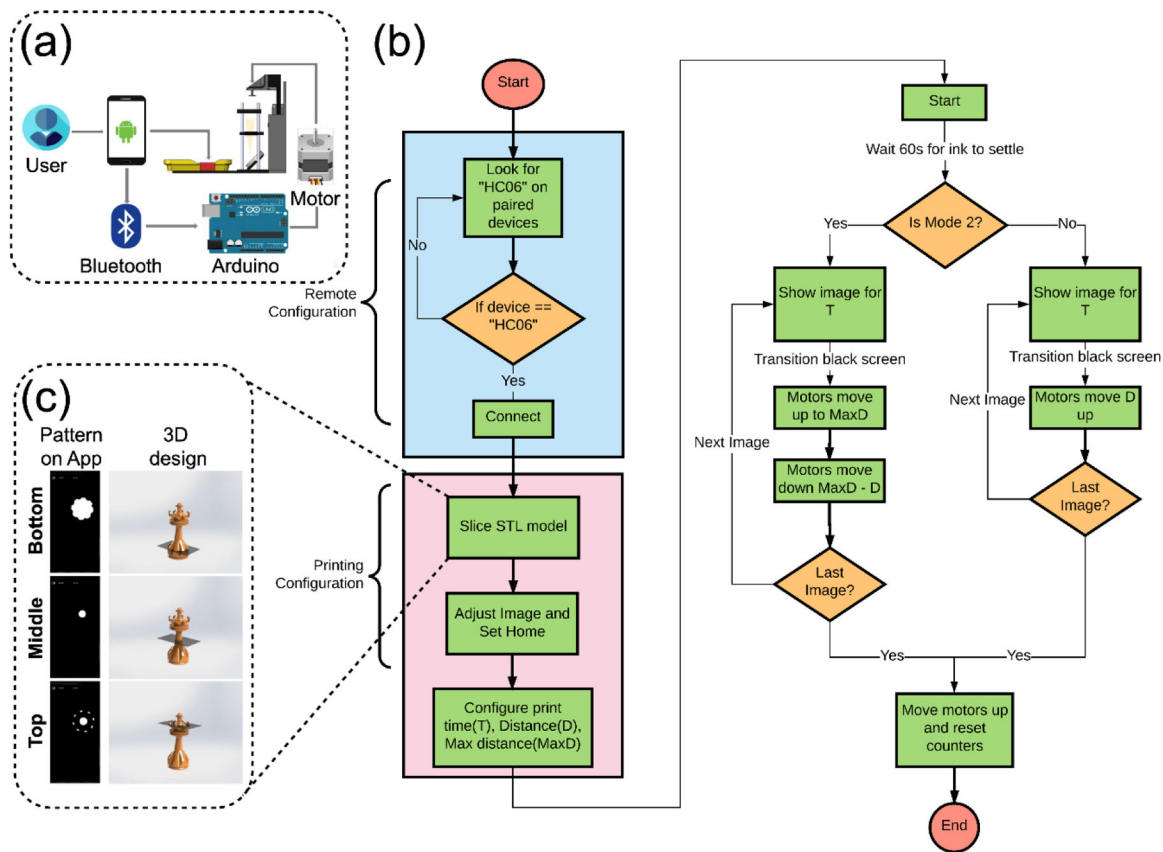 (a)
User
Bluetooth
Arduino
Motor
(b)
Start
Look for
"HC06" on
paired
devices
No
If device ==
"HC06"
Yes
Connect
Remote
Configuration
Slice STL model
Adjust Image and
Set Home
Configure print
time(T), Distance(D),
Max distance(MaxD)
Printing
Configuration
(c)
Pattern
on App
3D
design
Bottom
Middle
Top
Start
Wait 60s for ink to settle
Is Mode 2?
Yes
No
Show image for
T
Transition black screen
Motors move
up to MaxD
Motors move
down MaxD - D
Next Image
Last
Image?
Yes
Show image for
T
Transition black screen
Next Image
Motors move D
up
Last
Image?
Yes
Move motors up
and reset
counters
End